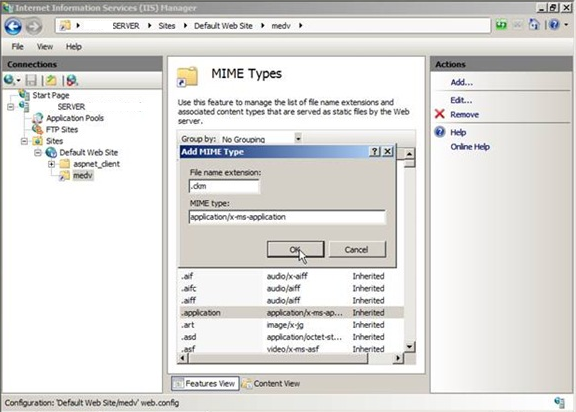 Internet Information Services (IIS) Manager
SERVER Sites Default Web Site medv
File View Help
Connections
Start Page
SERVER
Application Pools
FTP Sites
Sites
Default Web Site
aspnet_client
medv
MIME Types
Use this feature to manage the list of file name extensions and
associated content types that are served as static files by the Web
server.
Group by: No Grouping
Add MIME Type
File name extension:
.ckm
MIME type:
application/x-ms-application
OK Cancel
.aif audio/x-aiff Inherited
.aifc audio/aiff Inherited
.aiff audio/aiff Inherited
.application application/x-ms-ap... Inherited
.art image/x-jg Inherited
.asd application/octet-st... Inherited
.asf video/x-ms-asf Inherited
Features View Content View
Actions
Add...
Edit...
Remove
Help
Online Help
Configuration: 'Default Web Site/medv' web.config